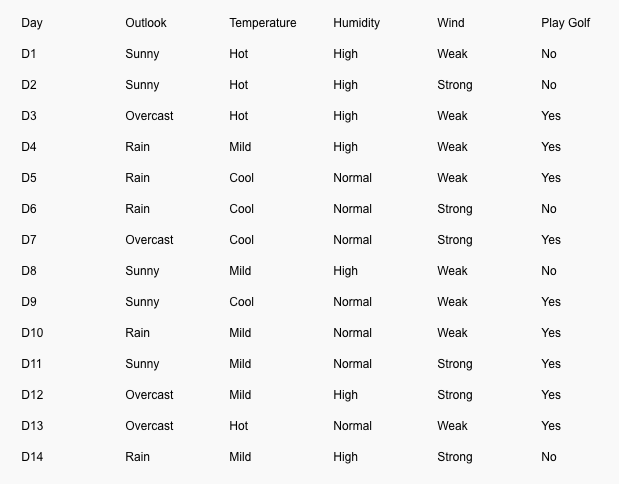 Day Outlook Temperature Humidity Wind Play Golf
D1 Sunny Hot High Weak No
D2 Sunny Hot High Strong No
D3 Overcast Hot High Weak Yes
D4 Rain Mild High Weak Yes
D5 Rain Cool Normal Weak Yes
D6 Rain Cool Normal Strong No
D7 Overcast Cool Normal Strong Yes
D8 Sunny Mild High Weak No
D9 Sunny Cool Normal Weak Yes
D10 Rain Mild Normal Weak Yes
D11 Sunny Mild Normal Strong Yes
D12 Overcast Mild High Strong Yes
D13 Overcast Hot Normal Weak Yes
D14 Rain Mild High Strong No